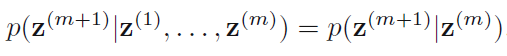 p(z^{(m+1)}|z^{(1)}, . . . , z^{(m)}) = p(z^{(m+1)}|z^{(m)})